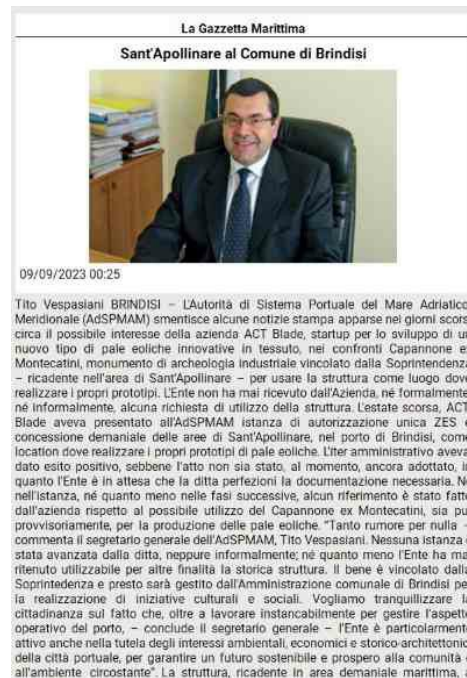 La Gazzetta Marittima
Sant'Apollinare al Comune di Brindisi
09/09/2023 00:25
Tito Vespasiani BRINDISI – L'Autorità di Sistema Portuale del Mare Adriatico
Meridionale (AdSPMAM) smentisce alcune notizie stampa apparse nei giorni scors
circa il possibile interesse della azienda ACT Blade, startup per lo sviluppo di u
nuovo tipo di pale eoliche innovative in tessuto, nei confronti Capannone e
Montecatini, monumento di archeologia industriale vincolato dalla Soprintendenza
– ricadente nell'area di Sant'Apollinare – per usare la struttura come luogo dov
realizzare i propri prototipi. L'Ente non ha mai ricevuto dall'Azienda, né formalmente
né informalmente, alcuna richiesta di utilizzo della struttura. L'estate scorsa, ACT
Blade aveva presentato all'AdSPMAM istanza di autorizzazione unica ZES e
concessione demaniale delle aree di Sant'Apollinare, nel porto di Brindisi, com
location dove realizzare i propri prototipi di pale eoliche. L'iter amministrativo aveva
dato esito positivo, sebbene l'atto non sia stato, al momento, ancora adottato, i
quanto l'Ente è in attesa che la ditta perfezioni la documentazione necessaria. Né
nell'istanza, né quanto meno nelle fasi successive, alcun riferimento è stato fatto
dall'azienda rispetto al possibile utilizzo del Capannone ex Montecatini, sia pu
provvisoriamente, per la produzione delle pale eoliche. "Tanto rumore per nulla –
commenta il segretario generale dell'AdSPMAM, Tito Vespasiani. Nessuna istanza è
stata avanzata dalla ditta, neppure informalmente; né quanto meno l'Ente ha ma
ritenuto utilizzabile per altre finalità la storica struttura. Il bene è vincolato dalla
Soprintedenza e presto sarà gestito dall'Amministrazione comunale di Brindisi pe
la realizzazione di iniziative culturali e sociali. Vogliamo tranquillizzare la
cittadinanza sul fatto che, oltre a lavorare instancabilmente per gestire l'aspetto
operativo del porto, – conclude il segretario generale – l'Ente è particolarmente
attivo anche nella tutela degli interessi ambientali, economici e storico-architettonic
della città portuale, per garantire un futuro sostenibile e prospero alla comunità e
all'ambiente circostante". La struttura, ricadente in area demaniale marittima,